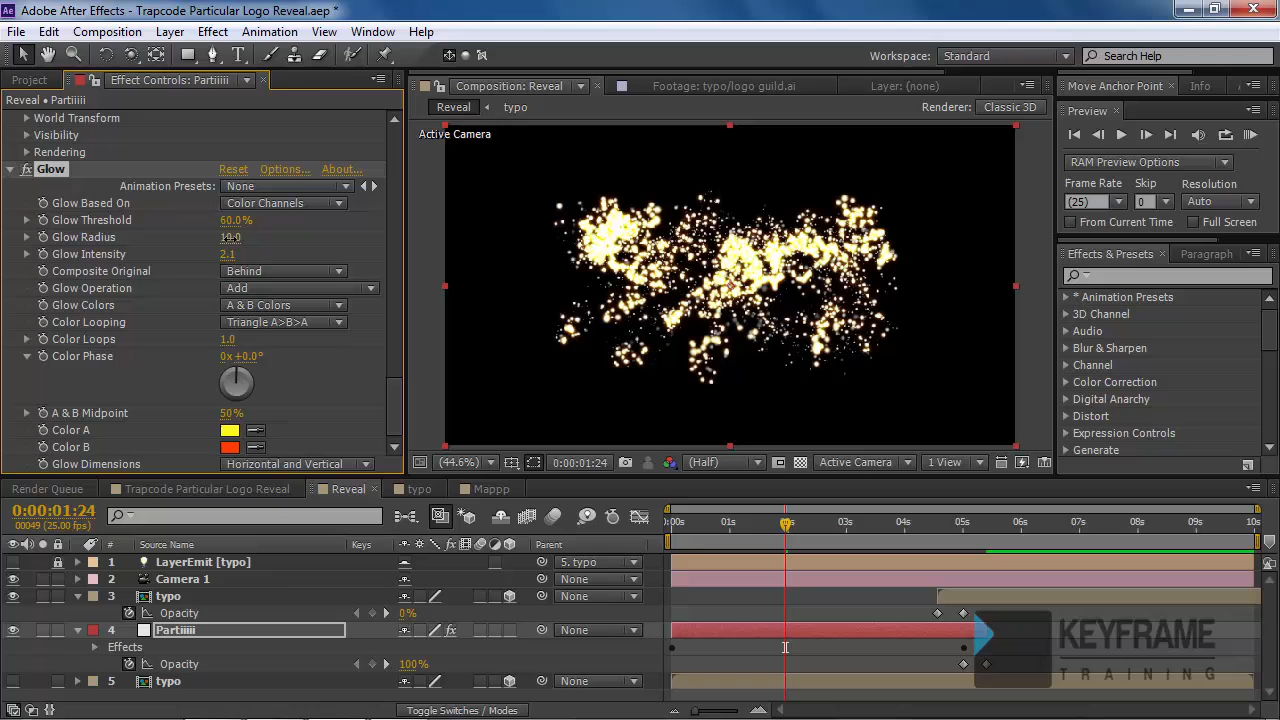 Adobe After Effects - Trapcode Particular Logo Reveal.aep *
File Edit Composition Layer Effect Animation View Window Help
Workspace: Standard Search Help
Project Effect Controls: Partiiiii
Composition: Reveal Footage: typo/logo guild.ai Layer: (none)
Move Anchor Point Info
Reveal • Partiiiii
Reveal typo
Renderer: Classic 3D
Preview
World Transform
Visibility
Rendering
Active Camera
Glow Reset Options... About...
Animation Presets: None
Glow Based On Color Channels
Glow Threshold 60.0%
Glow Radius
Glow Intensity 2.1
Composite Original Behind
Glow Operation Add
Glow Colors A & B Colors
Color Looping Triangle A>B>A
Color Loops 1.0
Color Phase 0x+0.0°
A & B Midpoint 50%
Color A
Color B
Glow Dimensions Horizontal and Vertical
RAM Preview Options
Frame Rate Skip Resolution
(25) 0 Auto
From Current Time Full Screen
Effects & Presets Paragraph
* Animation Presets
3D Channel
Audio
Blur & Sharpen
Channel
Color Correction
Digital Anarchy
Distort
Expression Controls
Generate
(44.6%) 0:00:01:24 (Half) Active Camera 1 View
Render Queue Trapcode Particular Logo Reveal Reveal typo Mappp
0:00:01:24
00049 (25.00 fps)
01s 03s 04s 05s 06s 07s 08s 09s 10s
# Source Name Keys Parent
1 LayerEmit [typo] 5. typo
2 Camera 1 None
3 typo None
Opacity 0%
4 Partiiiii None
Effects
Opacity 100%
5 typo None
Toggle Switches / Modes
KEYFRAME
TRAINING